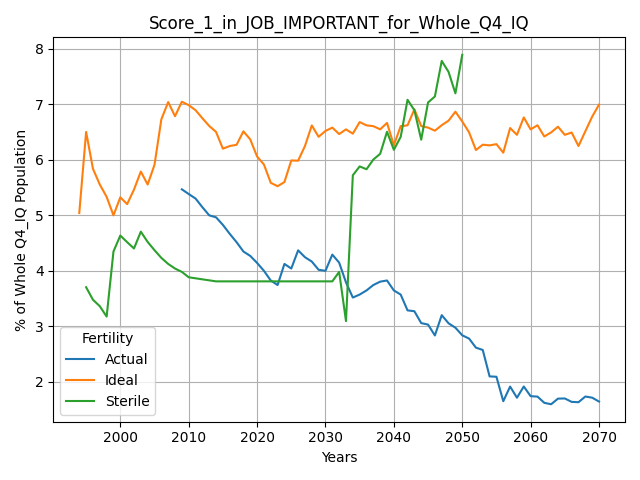 Score_1_in_JOB_IMPORTANT_for_Whole_Q4_IQ
% of Whole Q4_IQ Population
8
7
6
5
4
3
2
Fertility
Actual
Ideal
Sterile
2000 2010 2020 2030 2040 2050 2060 2070
Years